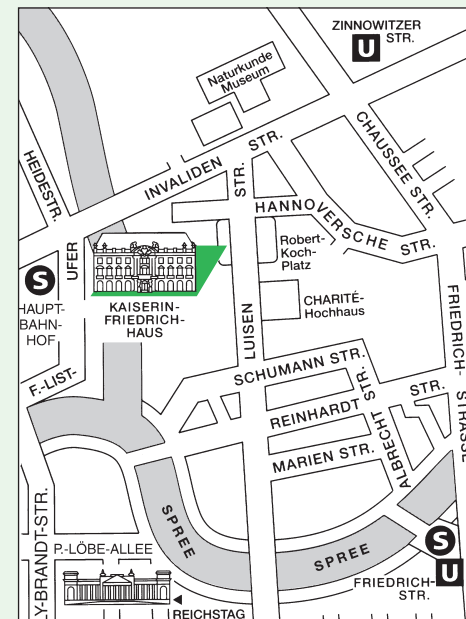 ZINNOWITZER
STR.
U
Naturkunde
Museum
CHAUSSEE STR.
HEIDESTR.
INVALIDEN STR.
HANNOVERSCHE STR.
LUISEN STR.
Robert-
Koch-
Platz
UFER
S
HAUPT-
BAHN-
HOF
KAISERIN-
FRIEDRICH-
HAUS
CHARITÉ-
Hochhaus
FRIEDRICH-
STRASSE
SCHUMANN STR.
F.-LIST-
REINHARDT STR.
ALBRECHT STR.
MARIEN STR.
LY-BRANDT-STR.
SPREE
SPREE
P.-LÖBE-ALLEE
S
U
FRIEDRICH-
STR.
REICHSTAG